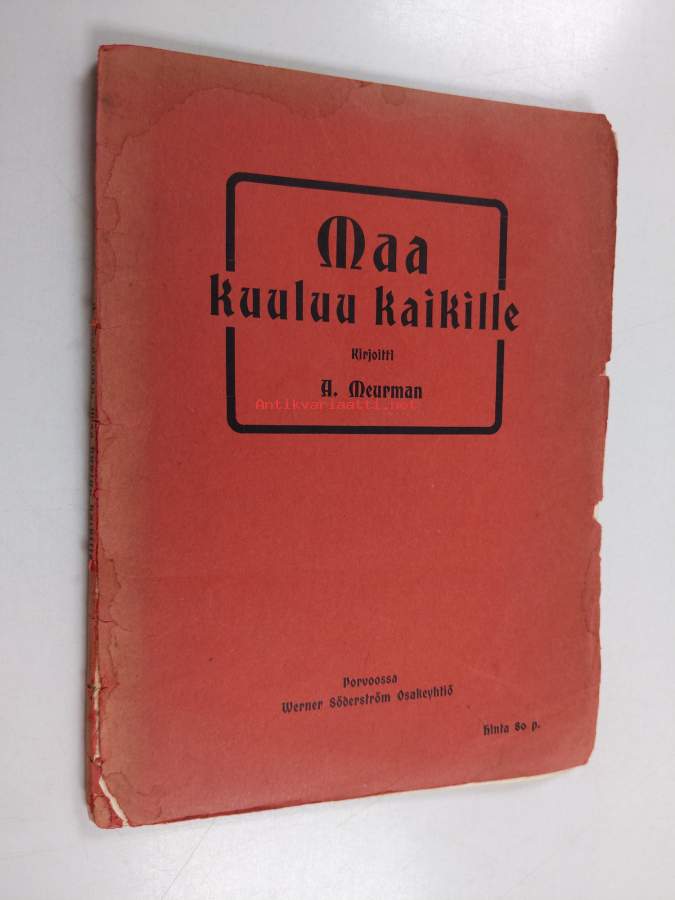 Maa
kuuluu kaikille
Kirjoitti
A. Meurman
Antikvariaatti.net
Porvoossa
Werner Söderström Osakeyhtiö
Hinta 80 p.